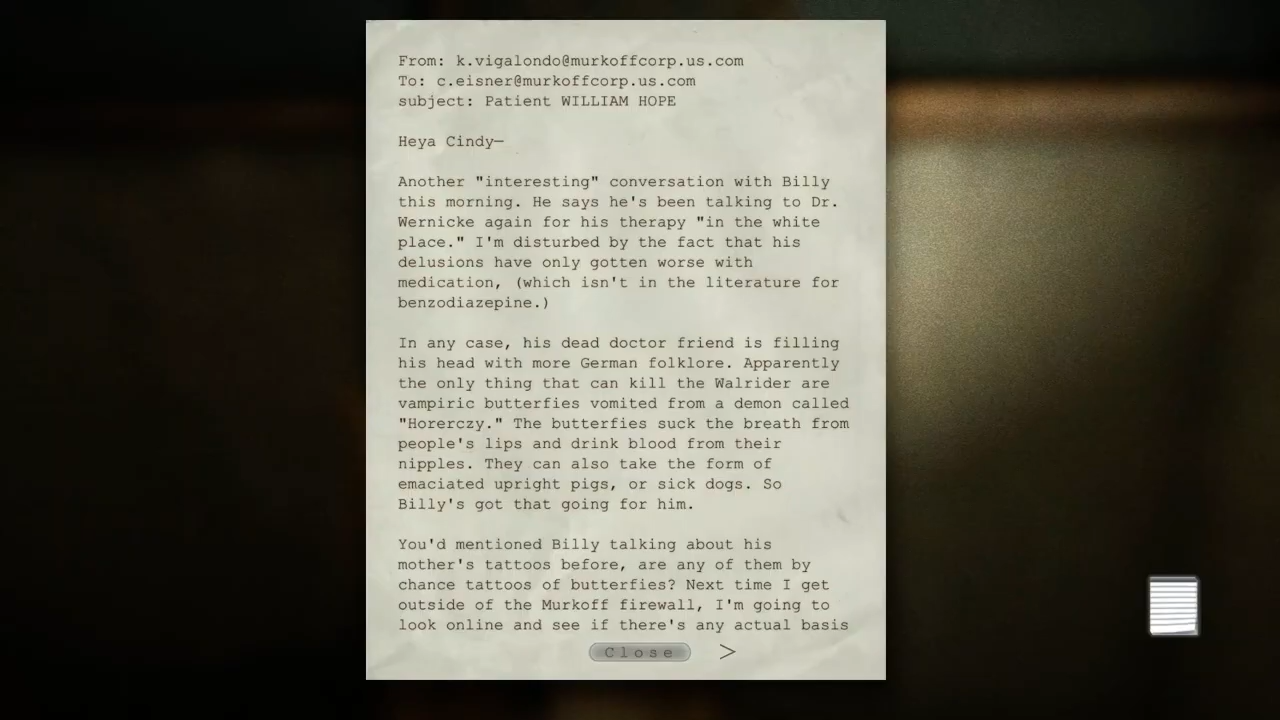 From: k.vigalondo@murkoffcorp.us.com
To: c.eisner@murkoffcorp.us.com
subject: Patient WILLIAM HOPE
Heya Cindy—
Another "interesting" conversation with Billy
this morning. He says he's been talking to Dr.
Wernicke again for his therapy "in the white
place." I'm disturbed by the fact that his
delusions have only gotten worse with
medication, (which isn't in the literature for
benzodiazepine.)
In any case, his dead doctor friend is filling
his head with more German folklore. Apparently
the only thing that can kill the Walrider are
vampiric butterfies vomited from a demon called
"Horerczy." The butterfies suck the breath from
people's lips and drink blood from their
nipples. They can also take the form of
emaciated upright pigs, or sick dogs. So
Billy's got that going for him.
You'd mentioned Billy talking about his
mother's tattoos before, are any of them by
chance tattoos of butterfies? Next time I get
outside of the Murkoff firewall, I'm going to
look online and see if there's any actual basis
Close >